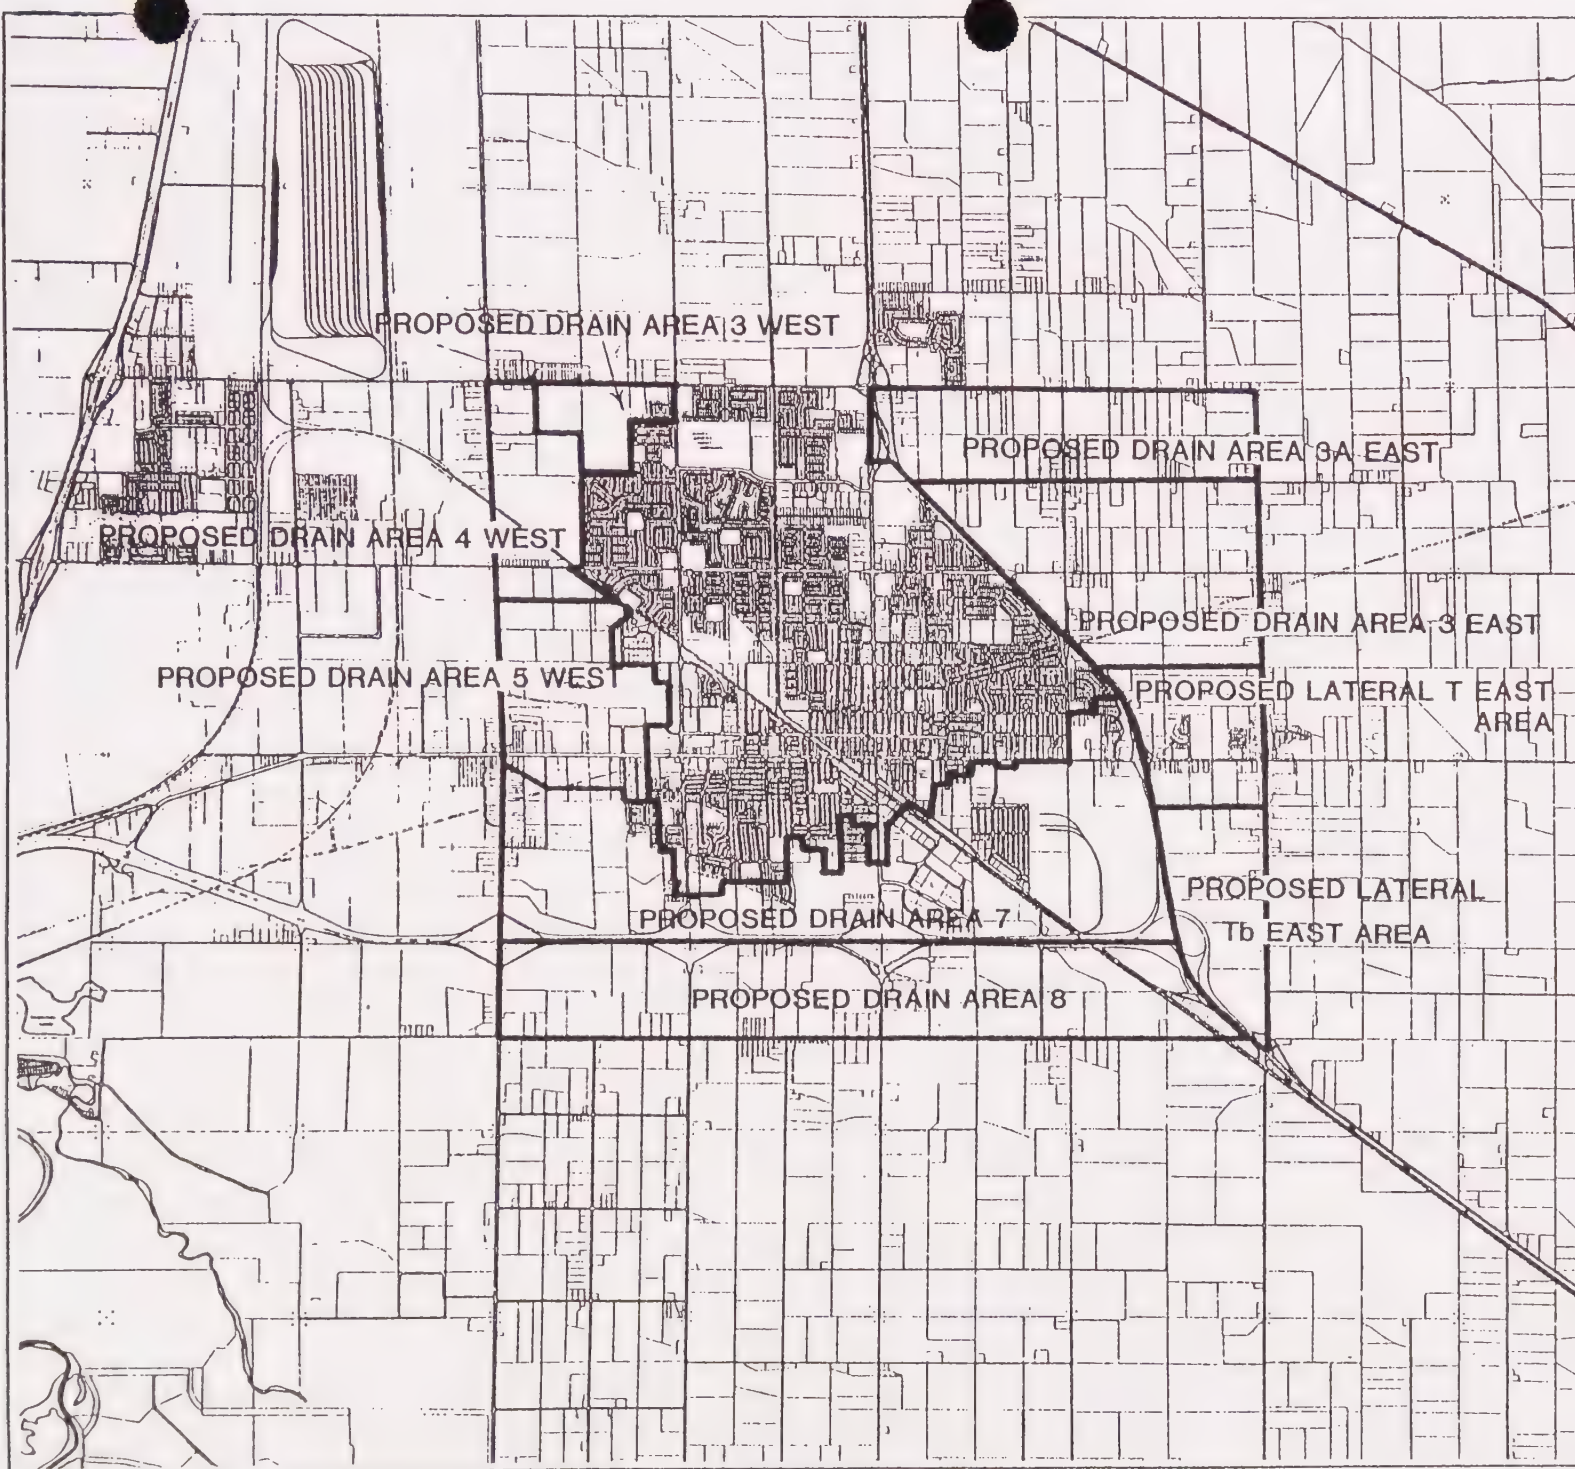 PROPOSED DRAIN AREA 3 WEST
PROPOSED DRAIN AREA 3A EAST
PROPOSED DRAIN AREA 4 WEST
PROPOSED DRAIN AREA 3 EAST
PROPOSED DRAIN AREA 5 WEST
PROPOSED LATERAL T EAST
AREA
PROPOSED LATERAL
Tb EAST AREA
PROPOSED DRAIN AREA 7
PROPOSED DRAIN AREA 8